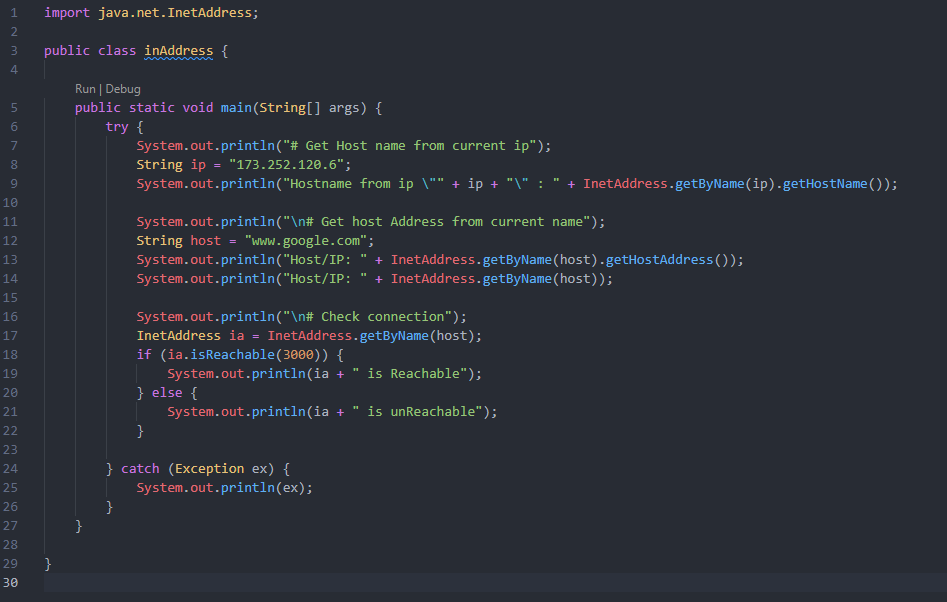 1 import java.net.InetAddress;
2
3 public class inAddress {
4
Run | Debug
5 public static void main(String[] args) {
6 try {
7 System.out.println("# Get Host name from current ip");
8 String ip = "173.252.120.6";
9 System.out.println("Hostname from ip \"" + ip + "\" : " + InetAddress.getByName(ip).getHostName());
10
11 System.out.println("\n# Get host Address from current name");
12 String host = "www.google.com";
13 System.out.println("Host/IP: " + InetAddress.getByName(host).getHostAddress());
14 System.out.println("Host/IP: " + InetAddress.getByName(host));
15
16 System.out.println("\n# Check connection");
17 InetAddress ia = InetAddress.getByName(host);
18 if (ia.isReachable(3000)) {
19 System.out.println(ia + " is Reachable");
20 } else {
21 System.out.println(ia + " is unReachable");
22 }
23
24 } catch (Exception ex) {
25 System.out.println(ex);
26 }
27 }
28
29 }
30